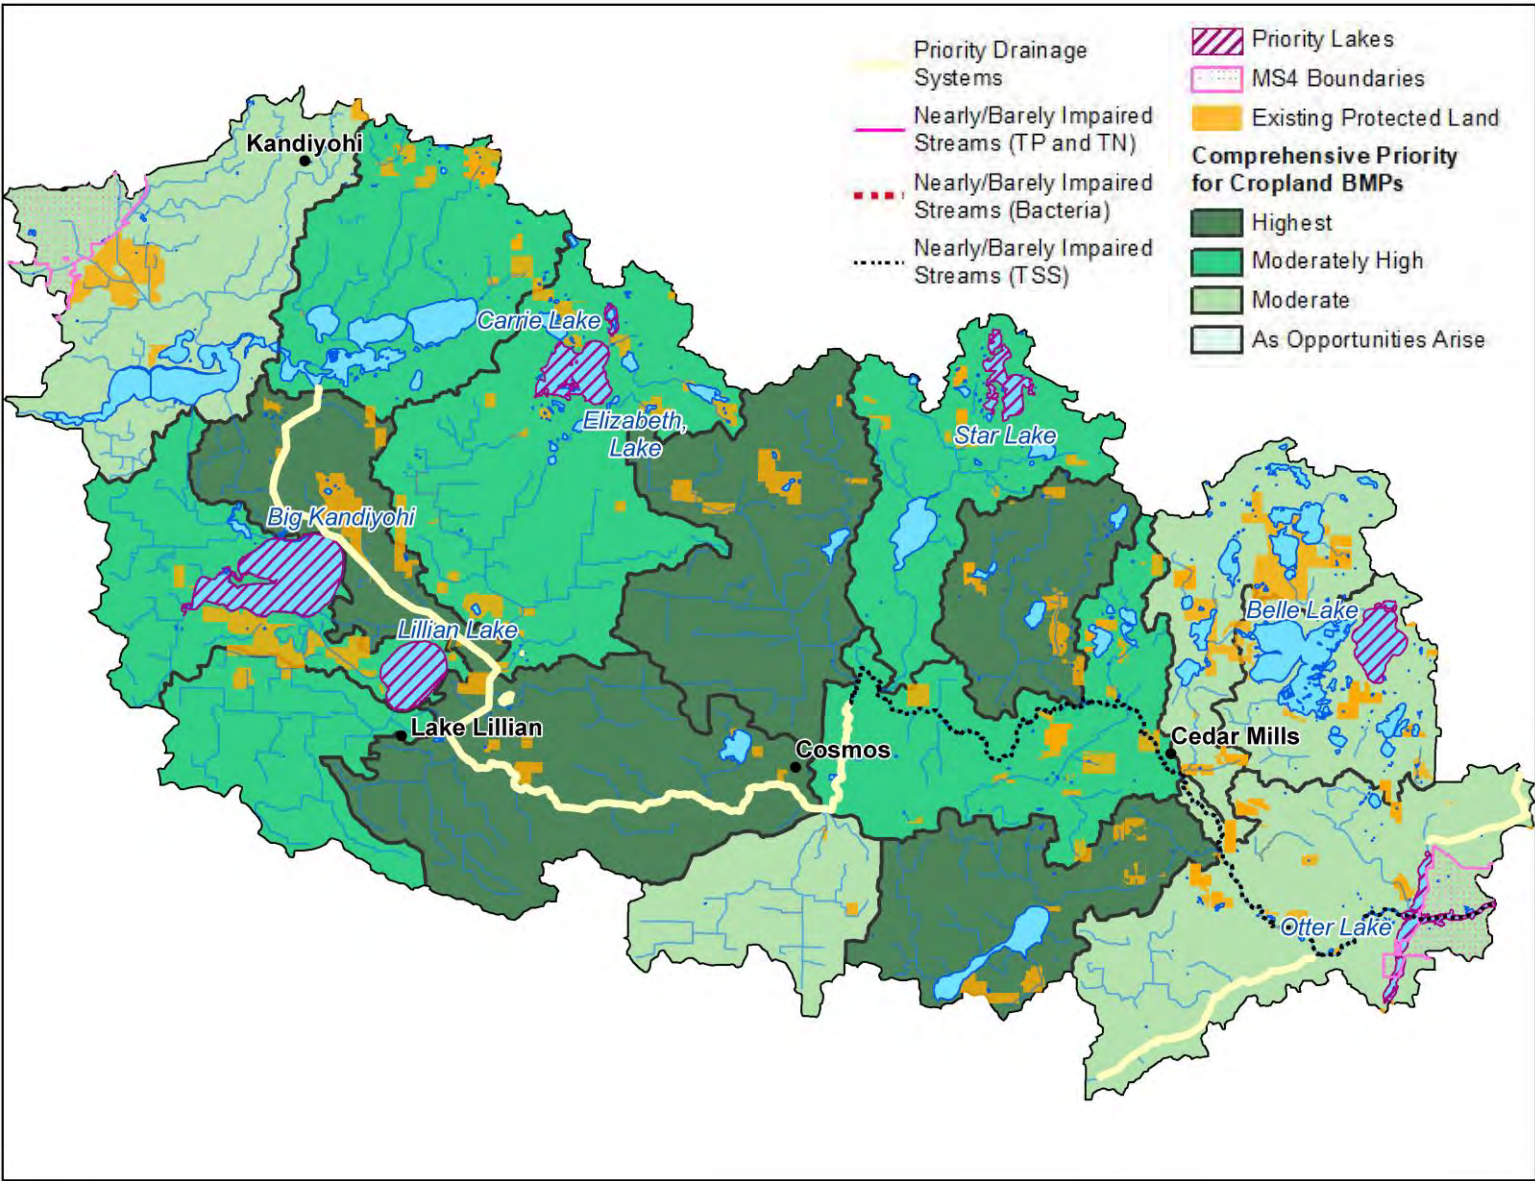 Priority Drainage
Systems
Nearly/Barely Impaired
Streams (TP and TN)
Nearly/Barely Impaired
Streams (Bacteria)
Nearly/Barely Impaired
Streams (TSS)
Priority Lakes
MS4 Boundaries
Existing Protected Land
Comprehensive Priority
for Cropland BMPs
Highest
Moderately High
Moderate
As Opportunities Arise
Kandiyohi
Carrie Lake
Elizabeth,
Lake
Star Lake
Big Kandiyohi
Belle Lake
Lillian Lake
Lake Lillian
Cosmos
Cedar Mills
Otter Lake